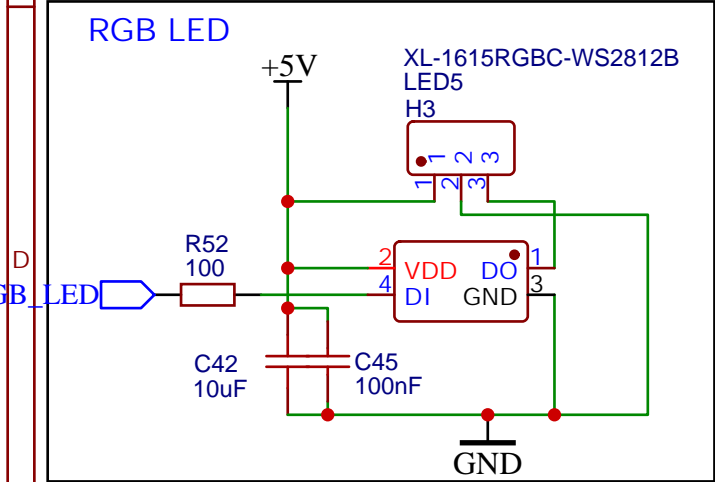 RGB LED
+5V
XL-1615RGBC-WS2812B
LED5
H3
1 2 3
1 2 3
R52
100
D
GB_LED
2 VDD DO 1
4 DI GND 3
C42
10uF
C45
100nF
GND